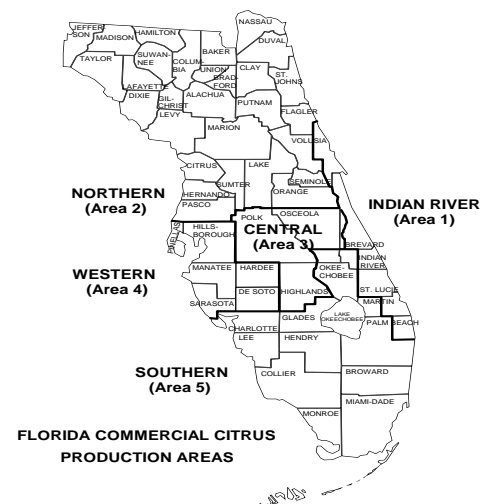 NASSAU
JEFFER-
SON
MADISON
HAMILTON
DUVAL
BAKER
TAYLOR
SUWAN-
NEE
COLUM-
BIA
UNION
BRAD-
FORD
CLAY
ST.
JOHNS
LAFAYETTE
DIXIE
GIL-
CHRIST
ALACHUA
PUTNAM
LEVY
FLAGLER
MARION
VOLUSIA
CITRUS
LAKE
SUMTER
SEMINOLE
ORANGE
HERNANDO
PASCO
NORTHERN
(Area 2)
INDIAN RIVER
(Area 1)
POLK
OSCEOLA
HILLS-
BOROUGH
PINELLAS
CENTRAL
(Area 3)
BREVARD
INDIAN
RIVER
WESTERN
(Area 4)
MANATEE
HARDEE
OKEE-
CHOBEE
ST. LUCIE
SARASOTA
DE SOTO
HIGHLANDS
MARTIN
LAKE
OKEECHOBEE
CHARLOTTE
GLADES
PALM BEACH
LEE
HENDRY
SOUTHERN
(Area 5)
COLLIER
BROWARD
MIAMI-DADE
MONROE
FLORIDA COMMERCIAL CITRUS
PRODUCTION AREAS